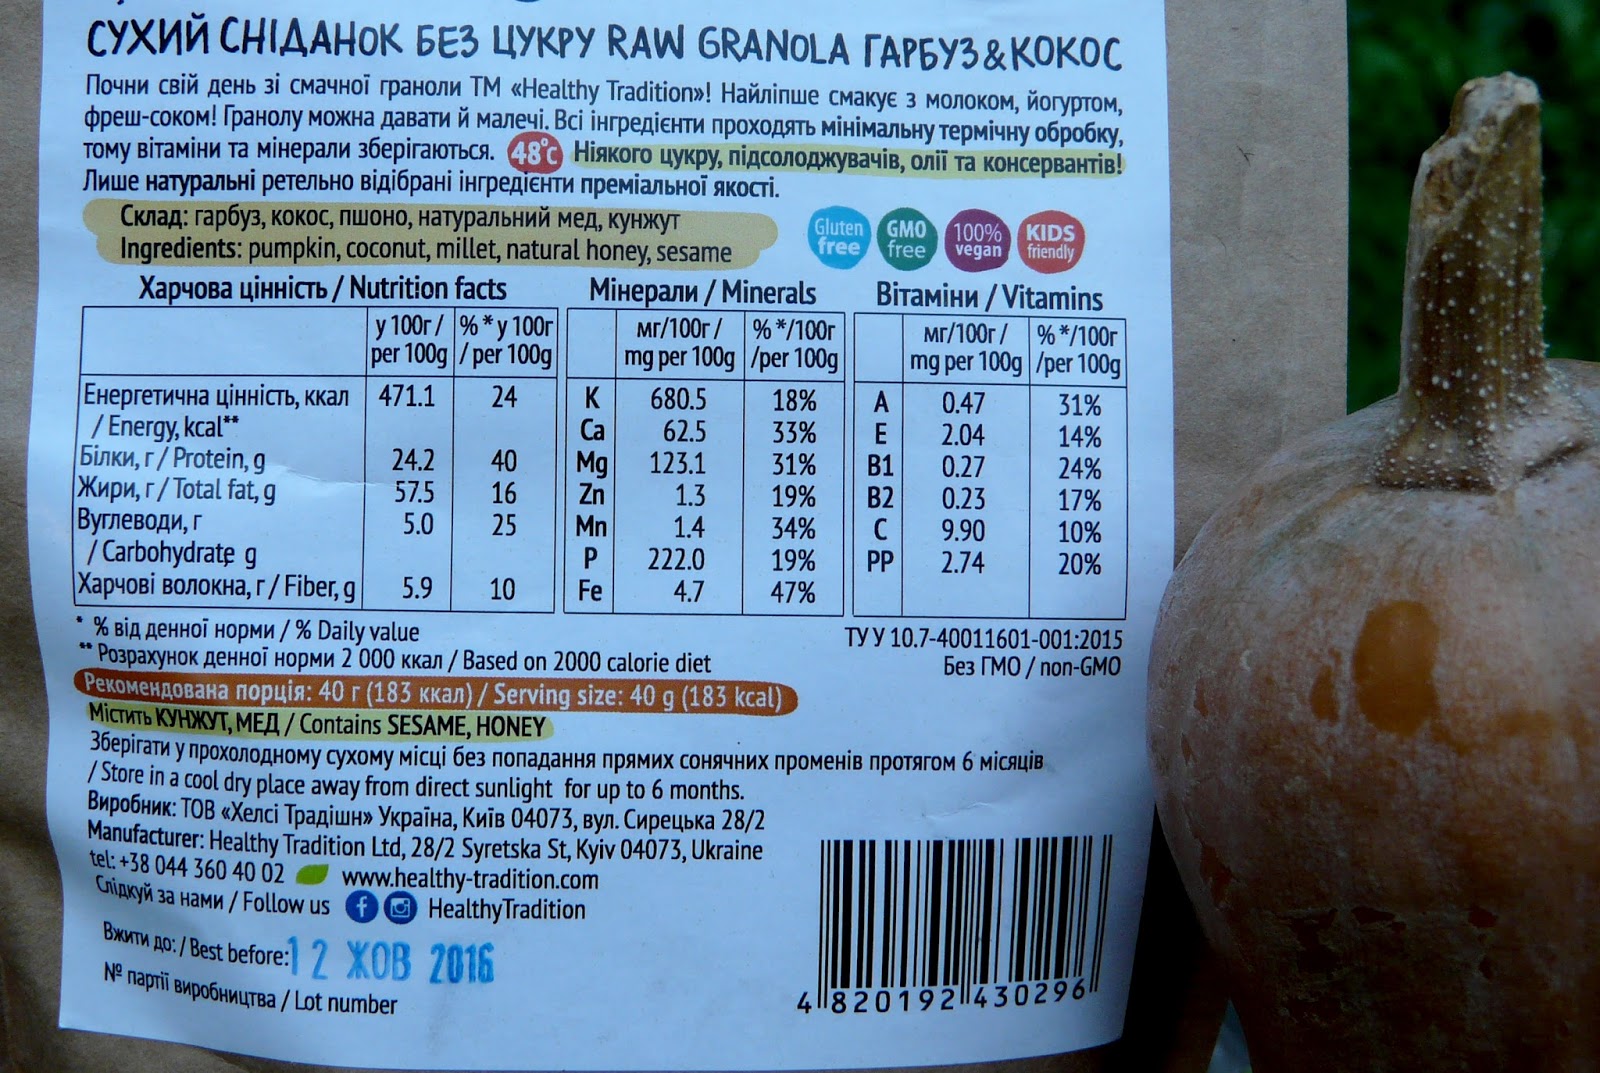 СУХИЙ СНІДАНОК БЕЗ ЦУКРУ RAW GRANOLA ГАРБУЗ&КОКОС
Почни свій день зі смачної граноли ТМ «Healthy Tradition»! Найліпше смакує з молоком, йогуртом,
фреш-соком! Гранолу можна давати й малечі. Всі інгредієнти проходять мінімальну термічну обробку,
тому вітаміни та мінерали зберігаються. 48°C Ніякого цукру, підсолоджувачів, олії та консервантів!
Лише натуральні ретельно відібрані інгредієнти преміальної якості.
Склад: гарбуз, кокос, пшоно, натуральний мед, кунжут
Ingredients: pumpkin, coconut, millet, natural honey, sesame
Gluten free
GMO free
100% vegan
KIDS friendly
Харчова цінність / Nutrition facts
у 100г / per 100g % * у 100г / per 100g
Енергетична цінність, ккал / Energy, kcal** 471.1 24
Білки, г / Protein, g 24.2 40
Жири, г / Total fat, g 57.5 16
Вуглеводи, г / Carbohydrate g 5.0 25
Харчові волокна, г / Fiber, g 5.9 10
Мінерали / Minerals
мг/100г / mg per 100g % */100г /per 100g
K 680.5 18%
Ca 62.5 33%
Mg 123.1 31%
Zn 1.3 19%
Mn 1.4 34%
P 222.0 19%
Fe 4.7 47%
Вітаміни / Vitamins
мг/100г / mg per 100g % */100г /per 100g
A 0.47 31%
E 2.04 14%
B1 0.27 24%
B2 0.23 17%
C 9.90 10%
PP 2.74 20%
* % від денної норми / % Daily value
** Розрахунок денної норми 2 000 ккал / Based on 2000 calorie diet
ТУ У 10.7-40011601-001:2015
Без ГМО / non-GMO
Рекомендована порція: 40 г (183 ккал) / Serving size: 40 g (183 kcal)
Містить КУНЖУТ, МЕД / Contains SESAME, HONEY
Зберігати у прохолодному сухому місці без попадання прямих сонячних променів протягом 6 місяців
/ Store in a cool dry place away from direct sunlight for up to 6 months.
Виробник: ТОВ «Хелсі Традішн» Україна, Київ 04073, вул. Сирецька 28/2
Manufacturer: Healthy Tradition Ltd, 28/2 Syretska St, Kyiv 04073, Ukraine
tel: +38 044 360 40 02 www.healthy-tradition.com
Слідкуй за нами / Follow us f HealthyTradition
Вжити до: / Best before: 12 ЖОВ 2016
№ партії виробництва / Lot number
4 820192 430296